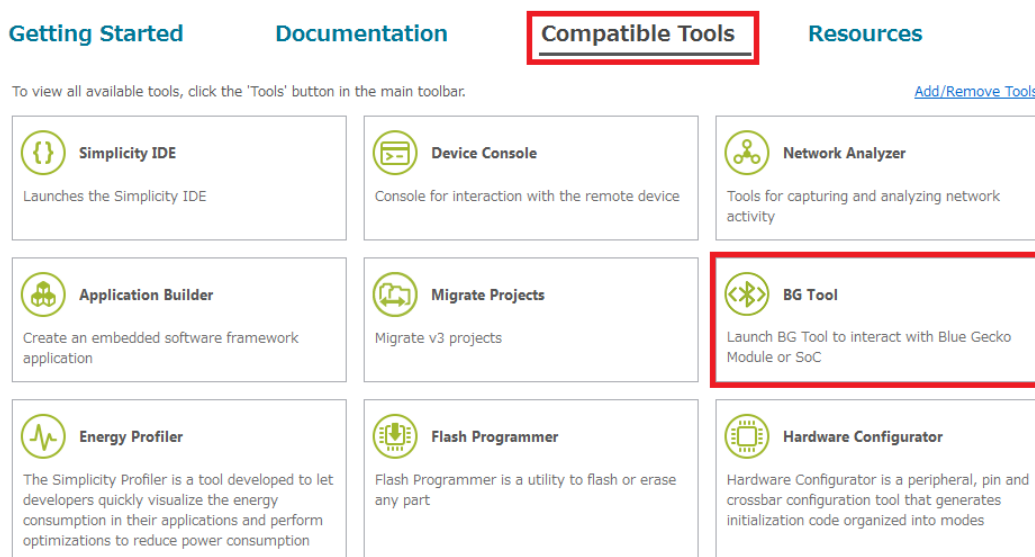 Getting Started Documentation Compatible Tools Resources
To view all available tools, click the 'Tools' button in the main toolbar. Add/Remove Tools
Simplicity IDE
Launches the Simplicity IDE
Device Console
Console for interaction with the remote device
Network Analyzer
Tools for capturing and analyzing network
activity
Application Builder
Create an embedded software framework
application
Migrate Projects
Migrate v3 projects
BG Tool
Launch BG Tool to interact with Blue Gecko
Module or SoC
Energy Profiler
The Simplicity Profiler is a tool developed to let
developers quickly visualize the energy
consumption in their applications and perform
optimizations to reduce power consumption
Flash Programmer
Flash Programmer is a utility to flash or erase
any part
Hardware Configurator
Hardware Configurator is a peripheral, pin and
crossbar configuration tool that generates
initialization code organized into modes